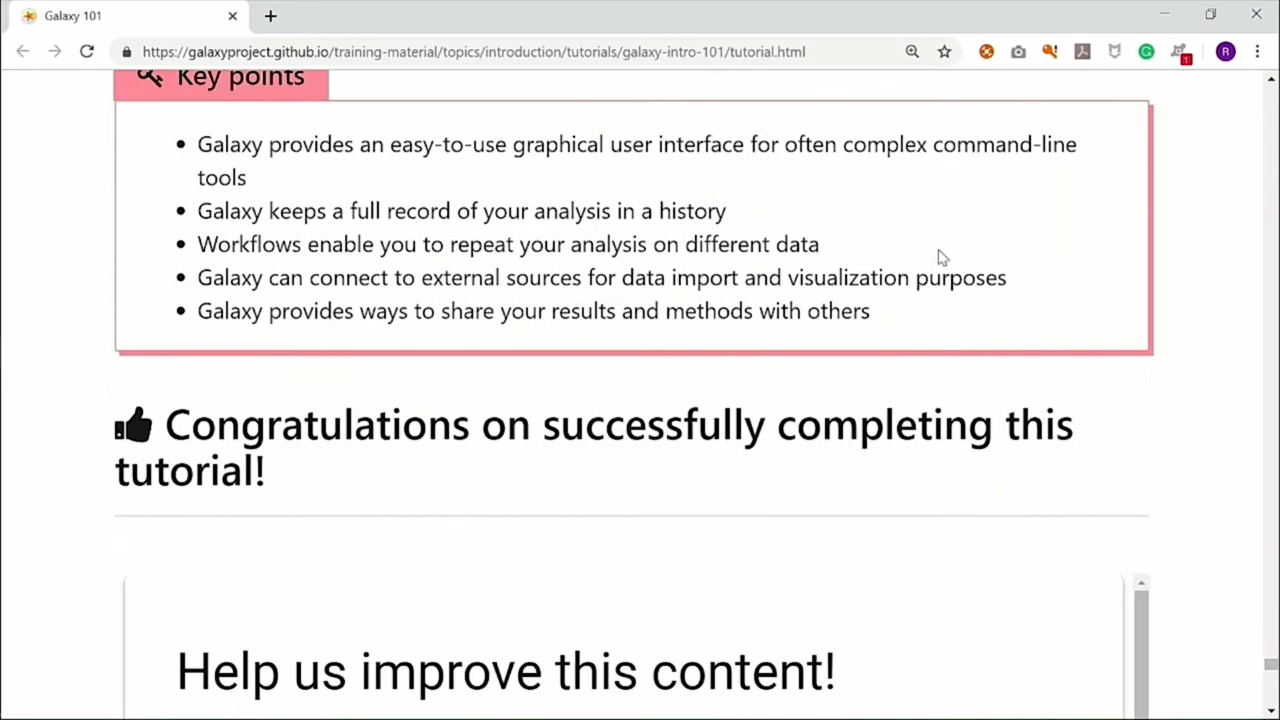 Galaxy 101
https://galaxyproject.github.io/training-material/topics/introduction/tutorials/galaxy-intro-101/tutorial.html
R
1
Key points
Galaxy provides an easy-to-use graphical user interface for often complex command-line
tools
Galaxy keeps a full record of your analysis in a history
Workflows enable you to repeat your analysis on different data
Galaxy can connect to external sources for data import and visualization purposes
Galaxy provides ways to share your results and methods with others
Congratulations on successfully completing this
tutorial!
Help us improve this content!